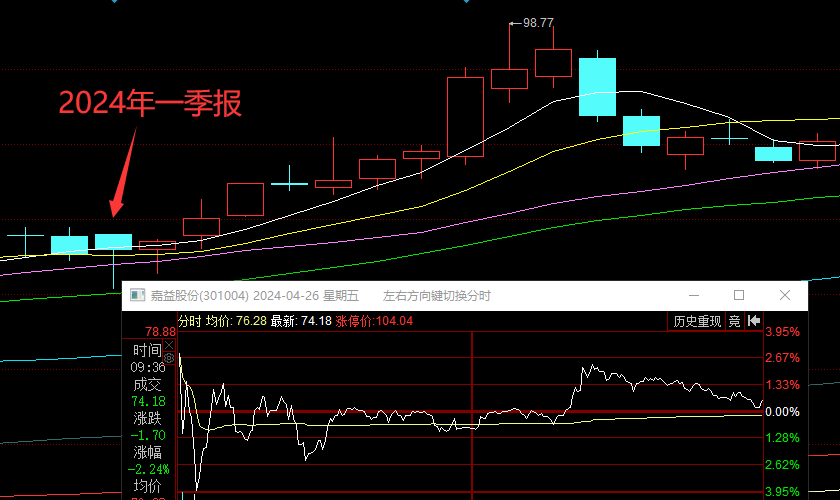 98.77
2024年一季报
嘉益股份(301004) 2024-04-26 星期五 左右方向键切换分时
分时 均价: 76.28 最新: 74.18 涨停价:104.04 历史重现 竞
78.88 3.95%
时间 2.67%
09:36
成交 1.33%
74.18
涨跌 0.00%
-1.70 1.28%
涨幅
-2.24% 2.62%
均价 3.95%